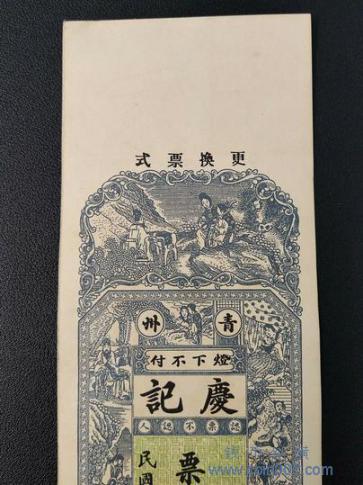 更換票式
青州
燈下不付
慶記
認票不認人
票
民國